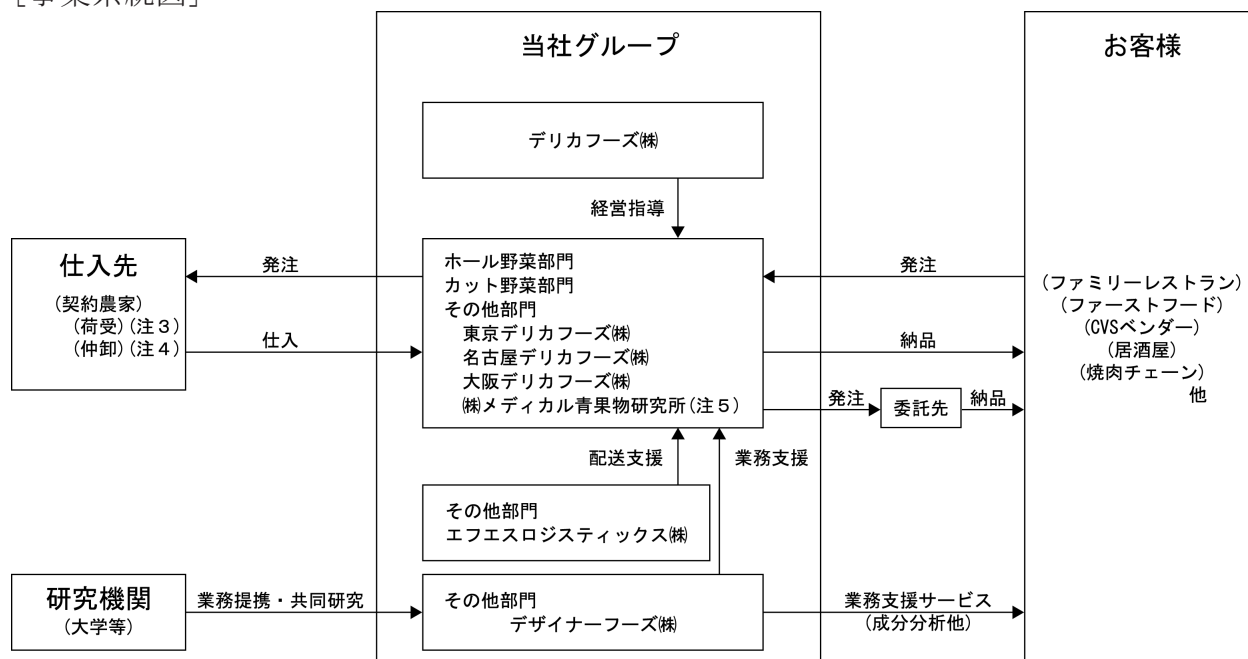 [事業系統図]
当社グループ
お客様
デリカフーズ㈱
経営指導
仕入先
(契約農家)
(荷受)(注３)
(仲卸)(注４)
発注
仕入
ホール野菜部門
カット野菜部門
その他部門
東京デリカフーズ㈱
名古屋デリカフーズ㈱
大阪デリカフーズ㈱
㈱メディカル青果物研究所(注５)
発注
納品
発注
委託先
納品
(ファミリーレストラン)
(ファーストフード)
(CVSベンダー)
(居酒屋)
(焼肉チェーン)
他
配送支援
業務支援
その他部門
エフエスロジスティックス㈱
研究機関
(大学等)
業務提携・共同研究
その他部門
デザイナーフーズ㈱
業務支援サービス
(成分分析他)